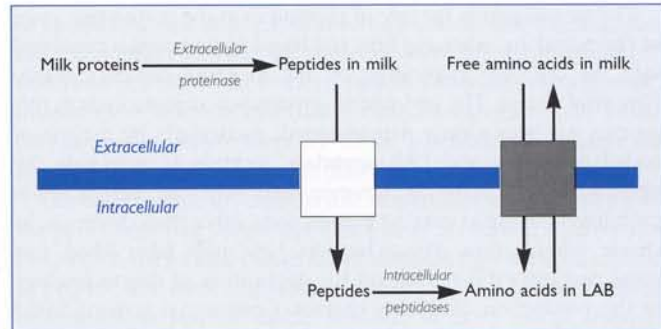 Extracellular
Milk proteins Peptides in milk Free amino acids in milk
proteinase
Extracellular
Intracellular
Intracellular
Peptides Amino acids in LAB
peptidases